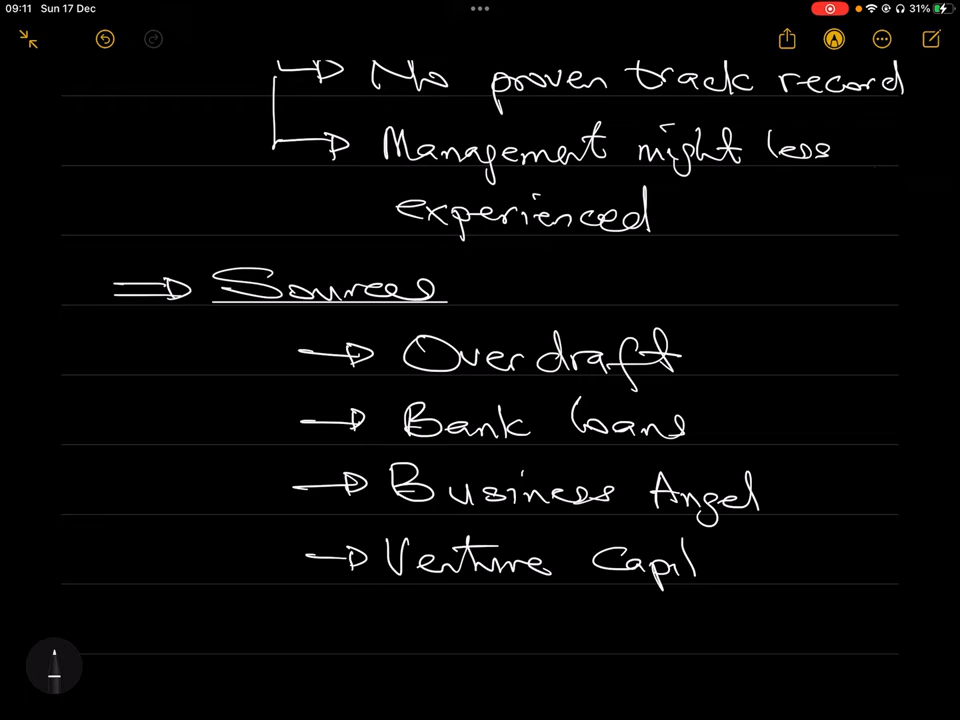 09:11 Sun 17 Dec 31%
No proven track record
Management might less
experienced
Sources
Overdraft
Bank loans
Business Angel
Venture Capi